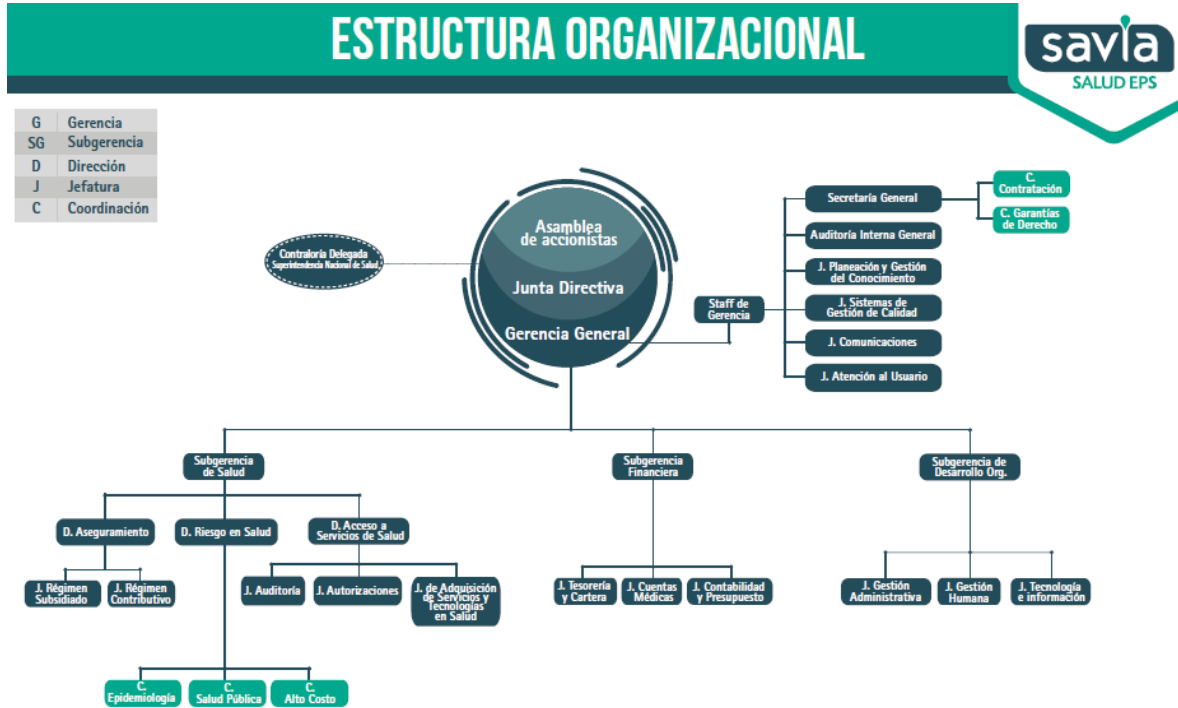 ESTRUCTURA ORGANIZACIONAL
savia
SALUD EPS
G Gerencia
SG Subgerencia
D Dirección
J Jefatura
C Coordinación
Contraloría Delegada
Superintendencia Nacional de Salud
Asamblea
de accionistas
Junta Directiva
Gerencia General
Staff de
Gerencia
Secretaría General
C.
Contratación
C. Garantías
de Derecho
Auditoría Interna General
J. Planeación y Gestión
del Conocimiento
J. Sistemas de
Gestión de Calidad
J. Comunicaciones
J. Atención al Usuario
Subgerencia
de Salud
Subgerencia
Financiera
Subgerencia de
Desarrollo Org.
D. Aseguramiento
D. Riesgo en Salud
D. Acceso a
Servicios de Salud
J. Régimen
Subsidiado
J. Régimen
Contributivo
J. Auditoría
J. Autorizaciones
J. de Adquisición
de Servicios y
Tecnologías
en Salud
J. Tesorería
y Cartera
J. Cuentas
Médicas
J. Contabilidad
y Presupuesto
J. Gestión
Administrativa
J. Gestión
Humana
J. Tecnología
e información
C.
Epidemiología
C.
Salud Pública
C.
Alto Costo